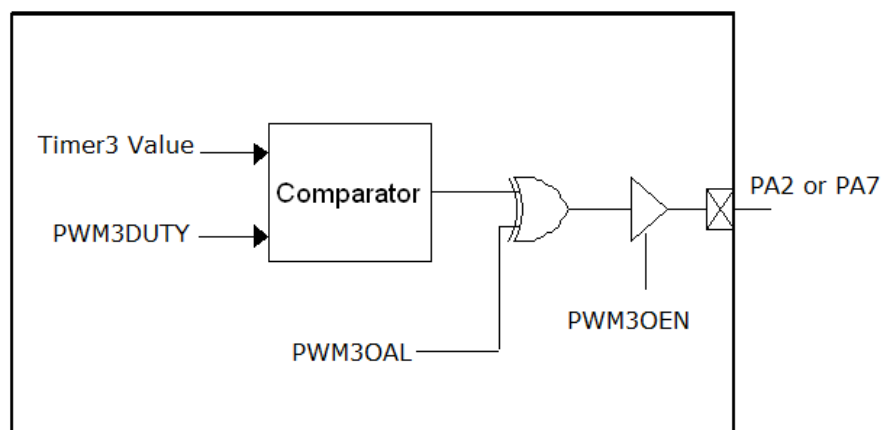 Timer3 Value
PWM3DUTY
Comparator
PA2 or PA7
PWM3OEN
PWM3OAL